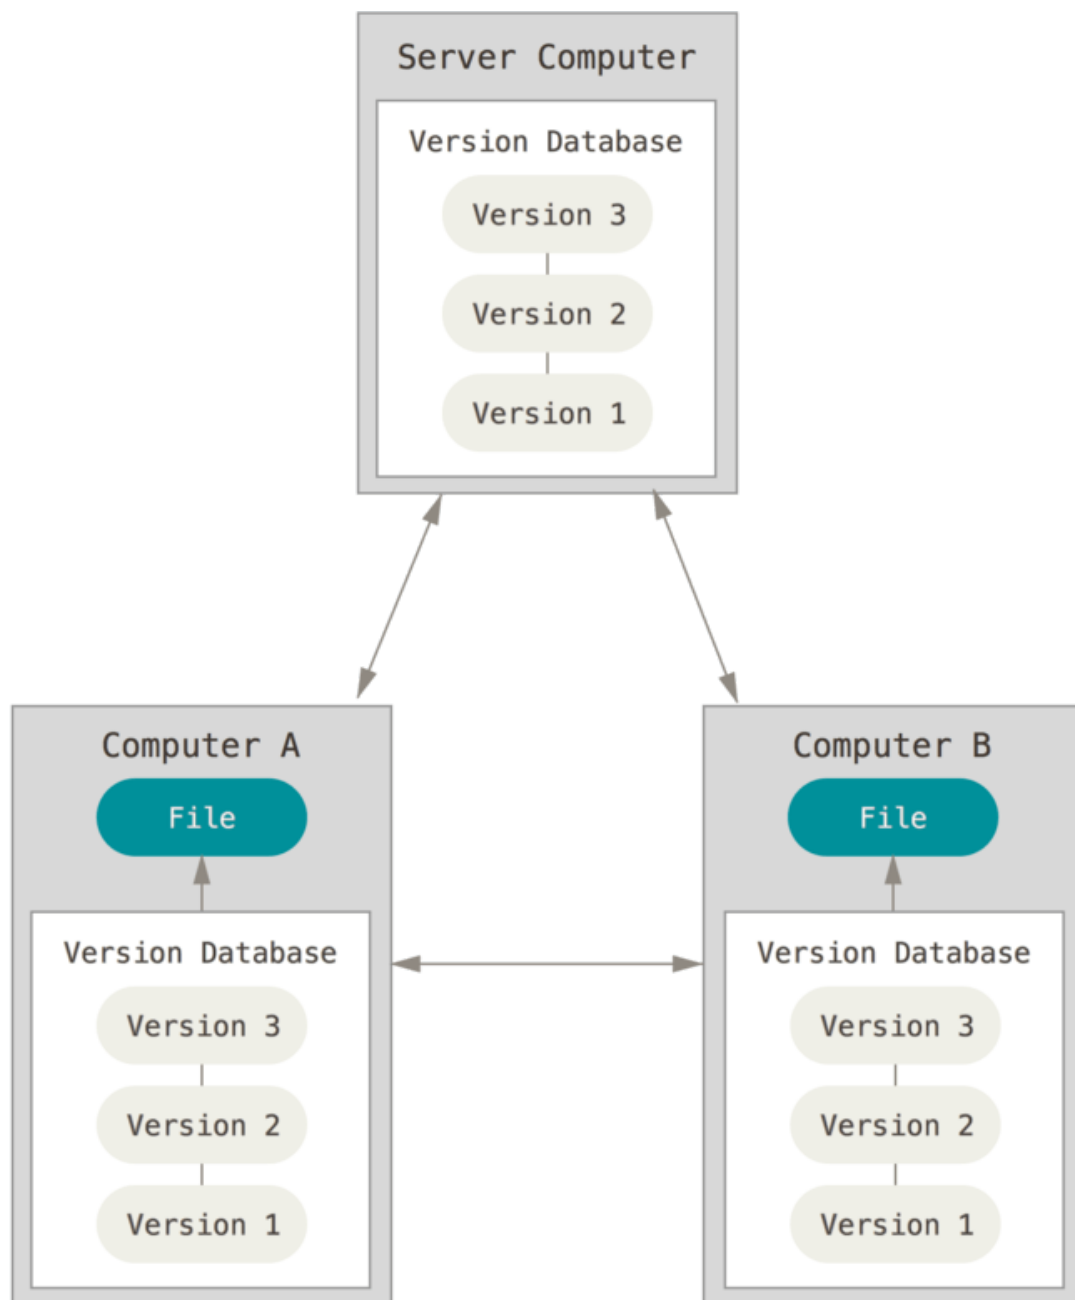 Server Computer
Version Database
Version 3
Version 2
Version 1
Computer A
File
Version Database
Version 3
Version 2
Version 1
Computer B
File
Version Database
Version 3
Version 2
Version 1